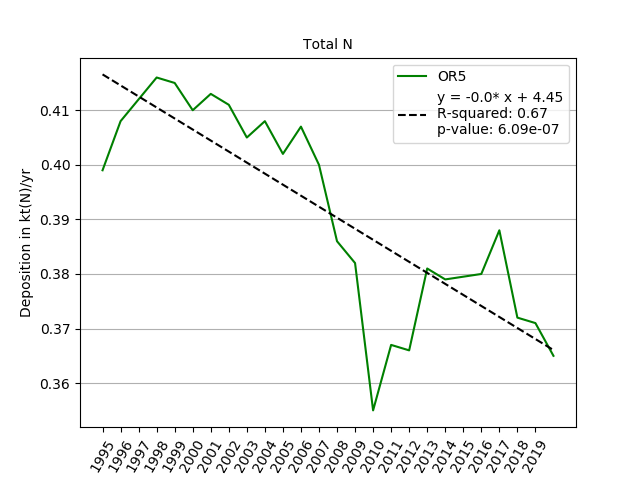 Total N
OR5
y = -0.0* x + 4.45
R-squared: 0.67
p-value: 6.09e-07
Deposition in kt(N)/yr
0.41
0.40
0.39
0.38
0.37
0.36
1995 1996 1997 1998 1999 2000 2001 2002 2003 2004 2005 2006 2007 2008 2009 2010 2011 2012 2013 2014 2015 2016 2017 2018 2019